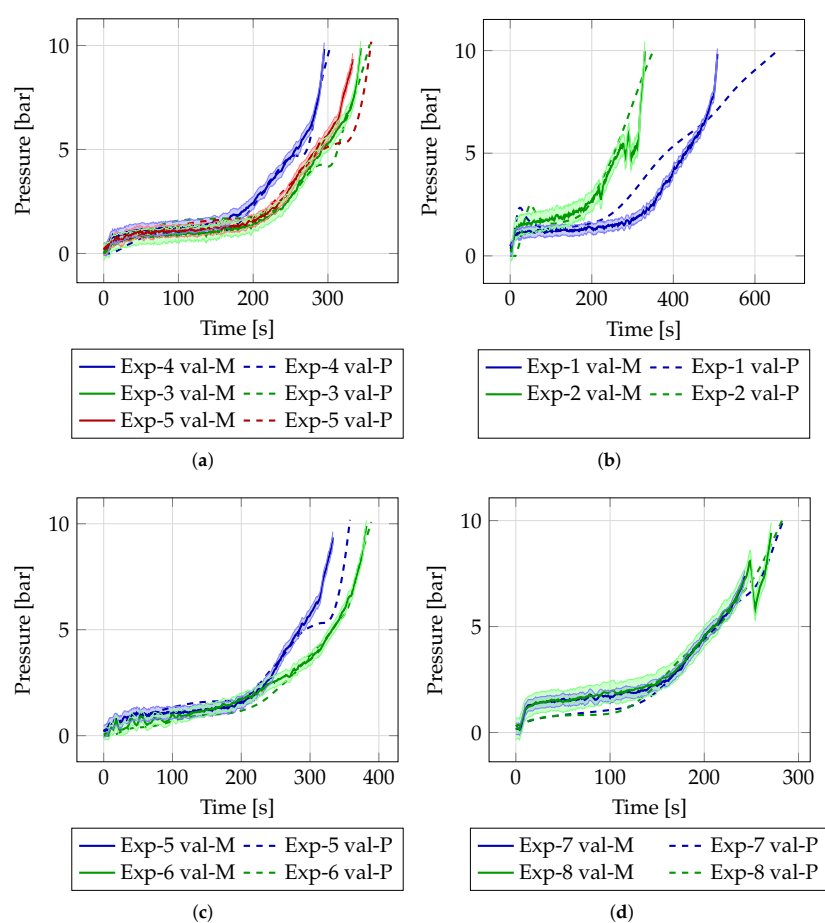 10
5
0
0 100 200 300
Pressure [bar]
Time [s]
Exp-4 val-M Exp-4 val-P
Exp-3 val-M Exp-3 val-P
Exp-5 val-M Exp-5 val-P
(a)
10
5
0
0 200 400 600
Pressure [bar]
Time [s]
Exp-1 val-M Exp-1 val-P
Exp-2 val-M Exp-2 val-P
(b)
10
5
0
0 100 200 300 400
Pressure [bar]
Time [s]
Exp-5 val-M Exp-5 val-P
Exp-6 val-M Exp-6 val-P
(c)
10
5
0
0 100 200 300
Pressure [bar]
Time [s]
Exp-7 val-M Exp-7 val-P
Exp-8 val-M Exp-8 val-P
(d)